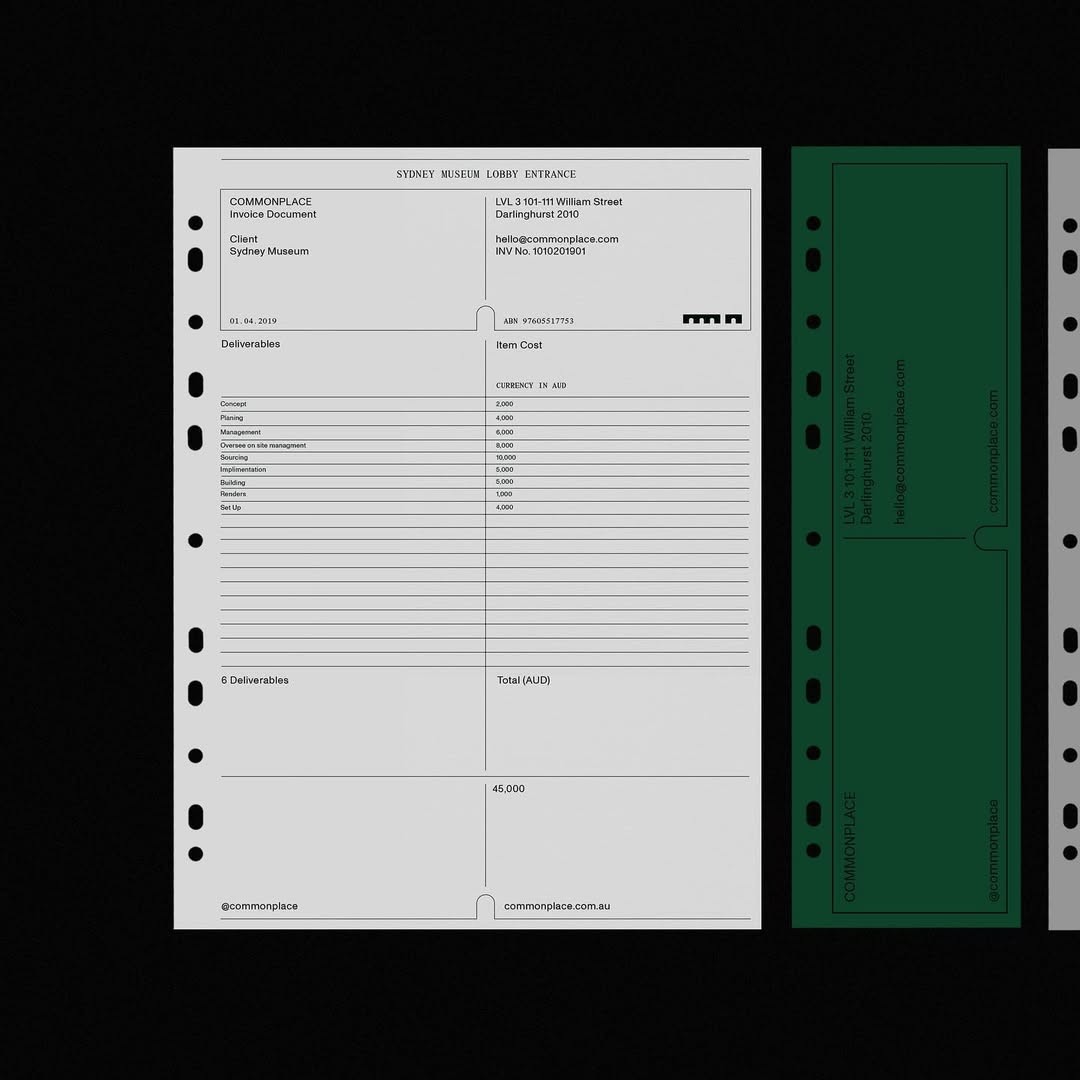 SYDNEY MUSEUM LOBBY ENTRANCE
COMMONPLACE
Invoice Document
Client
Sydney Museum
LVL 3 101-111 William Street
Darlinghurst 2010
hello@commonplace.com
INV No. 1010201901
01.04.2019
ABN 97605517753
Deliverables
Item Cost
CURRENCY IN AUD
Concept 2,000
Planing 4,000
Management 6,000
Oversee on site managment 8,000
Sourcing 10,000
Implimentation 5,000
Building 5,000
Renders 1,000
Set Up 4,000
6 Deliverables
Total (AUD)
45,000
@commonplace
commonplace.com.au
LVL 3 101-111 William Street
Darlinghurst 2010
hello@commonplace.com
commonplace.com
COMMONPLACE
@commonplace